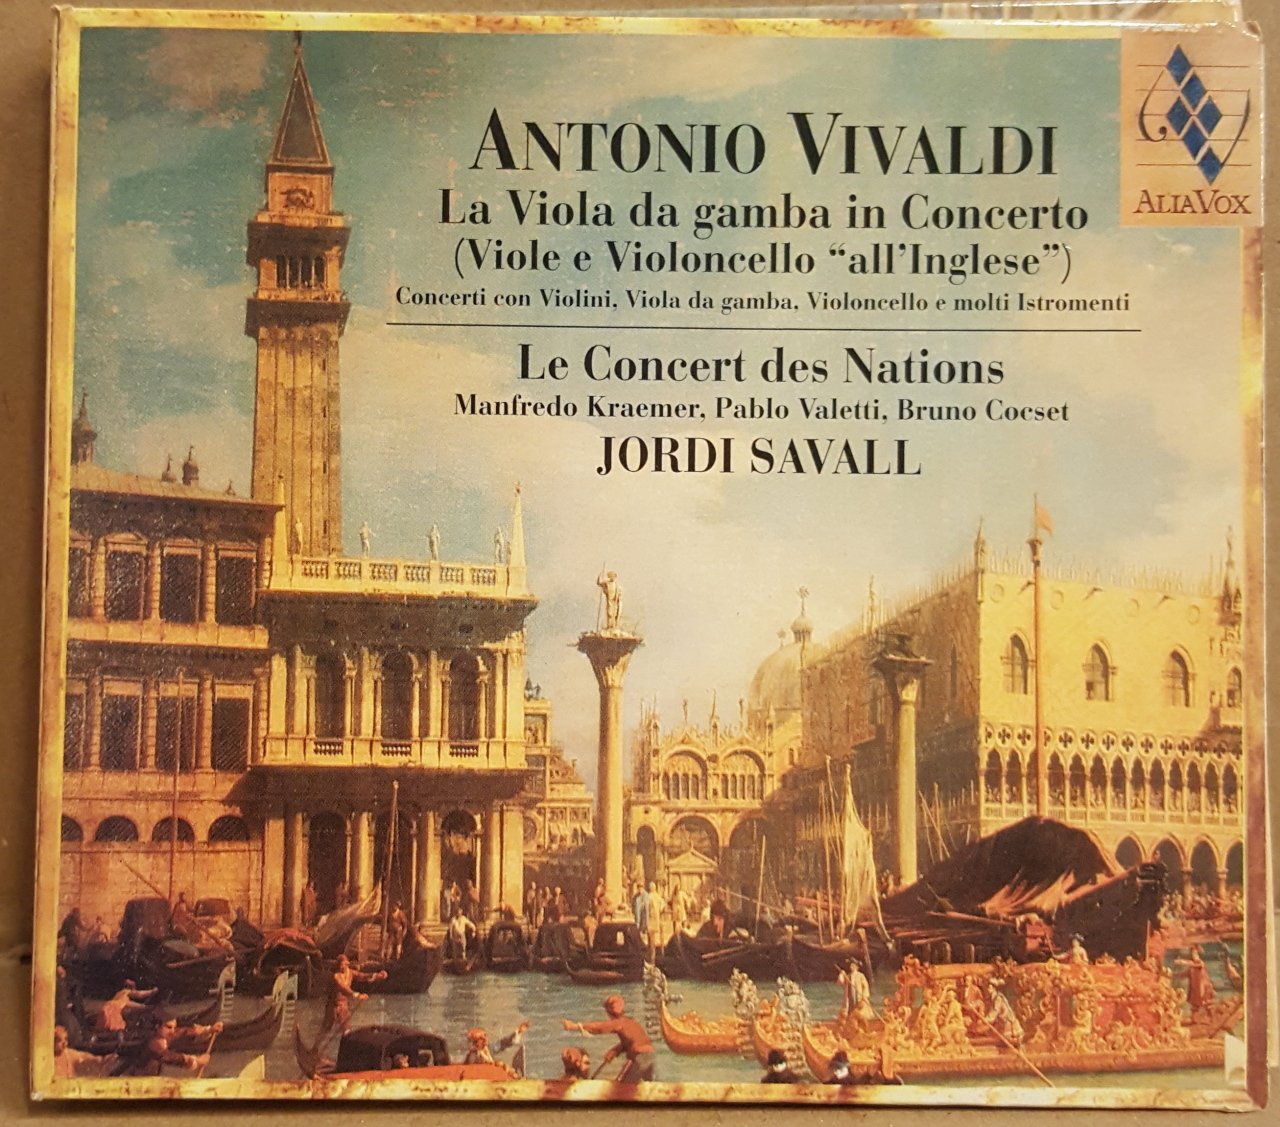 ANTONIO VIVALDI
La Viola da gamba in Concerto
(Viole e Violoncello “all’Inglese”)
Concerti con Violini, Viola da gamba, Violoncello e molti Istromenti
Le Concert des Nations
Manfredo Kraemer, Pablo Valetti, Bruno Cocset
JORDI SAVALL
ALIAVOX